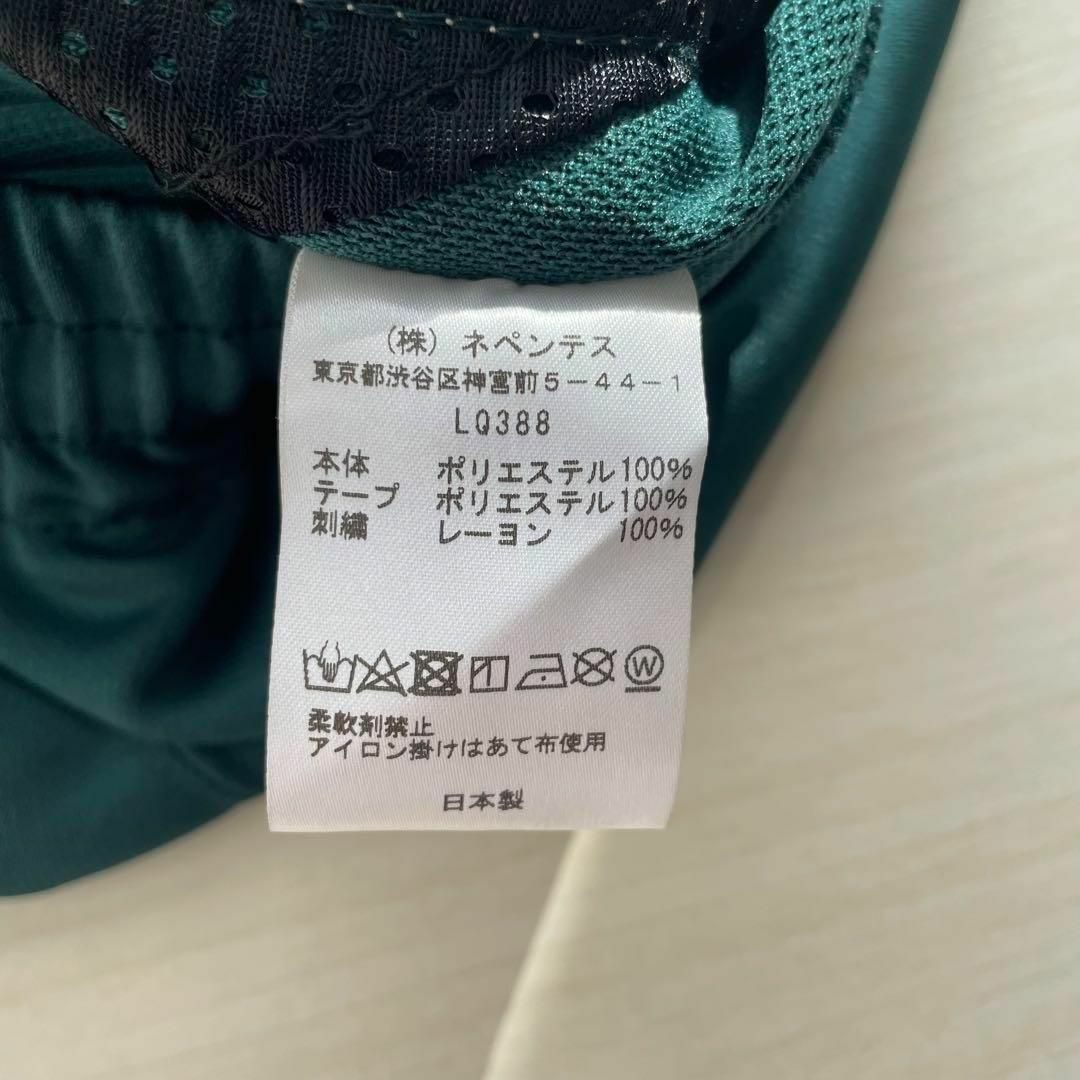 (株) ネペンテス
東京都渋谷区神宮前5-44-1
LQ388
本体 ポリエステル100%
テープ ポリエステル100%
刺繍 レーヨン 100%
W
柔軟剤禁止
アイロン掛けはあて布使用
日本製